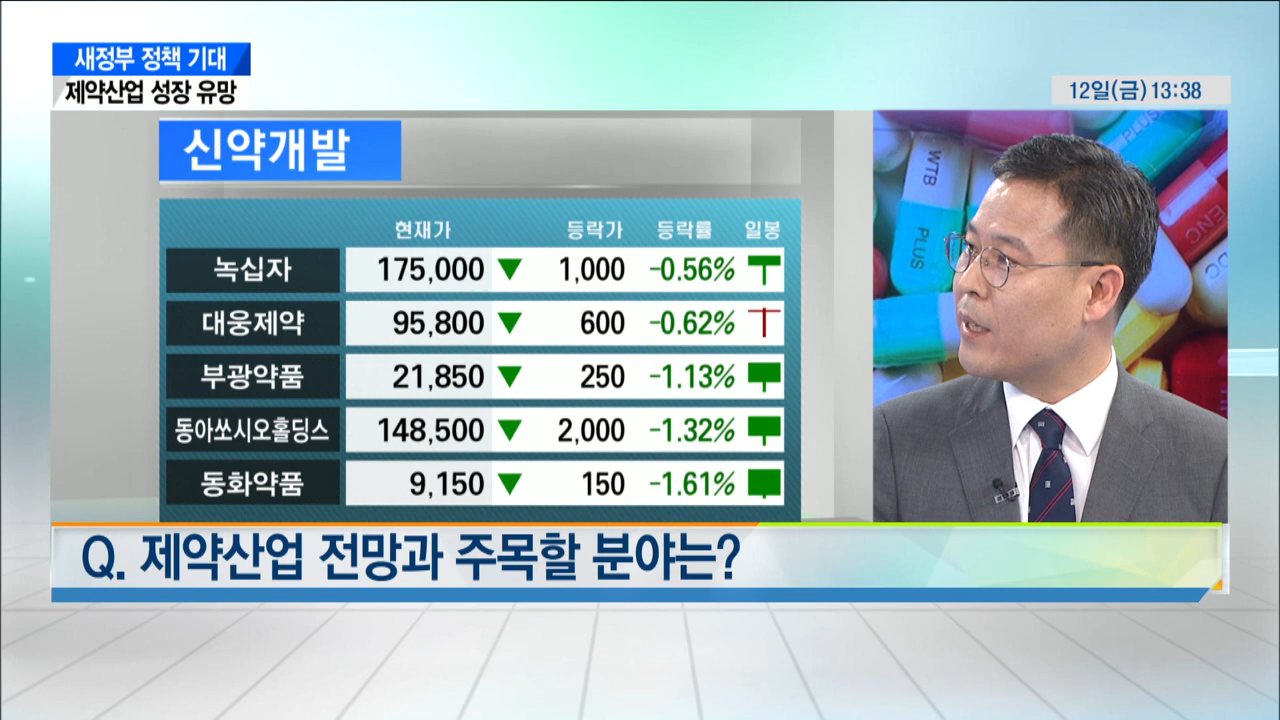 새정부 정책 기대
제약산업 성장 유망
12일(금) 13:38
신약개발
현재가 등락가 등락률 일봉
녹십자 175,000 ▼ 1,000 -0.56%
대웅제약 95,800 ▼ 600 -0.62%
부광약품 21,850 ▼ 250 -1.13%
동아쏘시오홀딩스 148,500 ▼ 2,000 -1.32%
동화약품 9,150 ▼ 150 -1.61%
WTB
PLUS
ENC
Q. 제약산업 전망과 주목할 분야는?